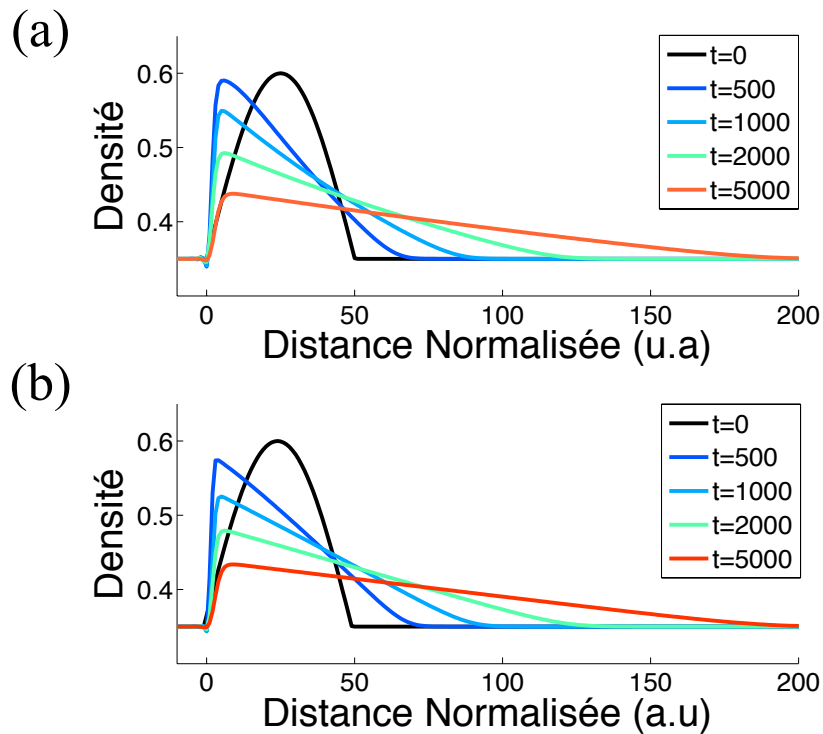 (a)
Densité
0.6
0.5
0.4
t=0
t=500
t=1000
t=2000
t=5000
0 50 100 150 200
Distance Normalisée (u.a)
(b)
Densité
0.6
0.5
0.4
t=0
t=500
t=1000
t=2000
t=5000
0 50 100 150 200
Distance Normalisée (a.u)